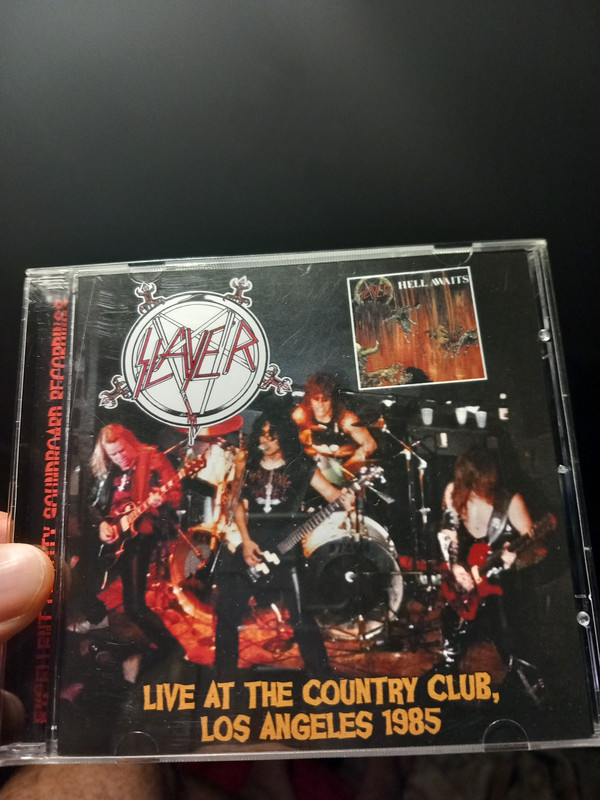 SLAYER
HELL AWAITS
LIVE AT THE COUNTRY CLUB,
LOS ANGELES 1985
SOUNDBOARD RECORDINGS